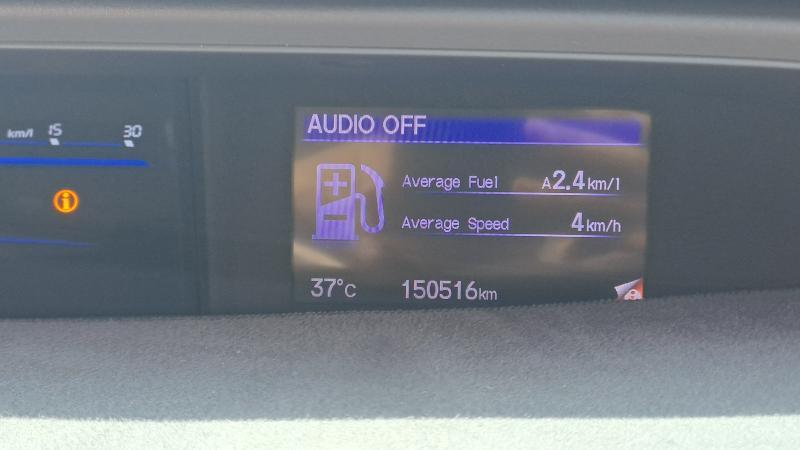 km/l 15 30
AUDIO OFF
Average Fuel A2.4km/l
Average Speed 4km/h
37°C 150516km